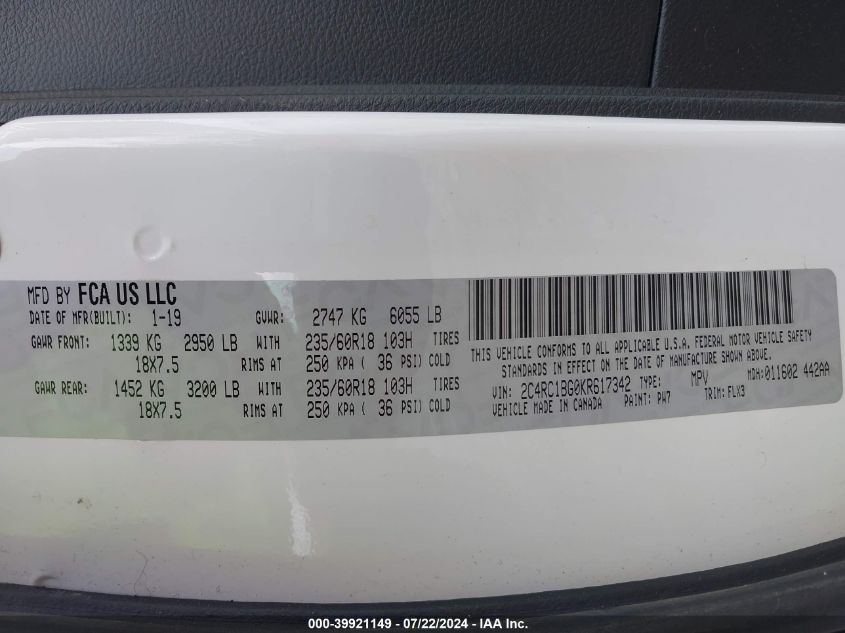 MFD BY FCA US LLC
DATE OF MFR(BUILT): 1-19 GVWR: 2747 KG 6055 LB
GAWR FRONT: 1339 KG 2950 LB WITH 235/60R18 103H TIRES
18X7.5 RIMS AT 250 KPA ( 36 PSI) COLD
GAWR REAR: 1452 KG 3200 LB WITH 235/60R18 103H TIRES
18X7.5 RIMS AT 250 KPA ( 36 PSI) COLD
THIS VEHICLE CONFORMS TO ALL APPLICABLE U.S.A. FEDERAL MOTOR VEHICLE SAFETY
STANDARDS IN EFFECT ON THE DATE OF MANUFACTURE SHOWN ABOVE.
VIN: 2C4RC1BG0KR617342 TYPE: MPV MDH:011602 442AA
VEHICLE MADE IN CANADA PAINT: PW7 TRIM:FLX3
000-39921149 - 07/22/2024 - IAA Inc.